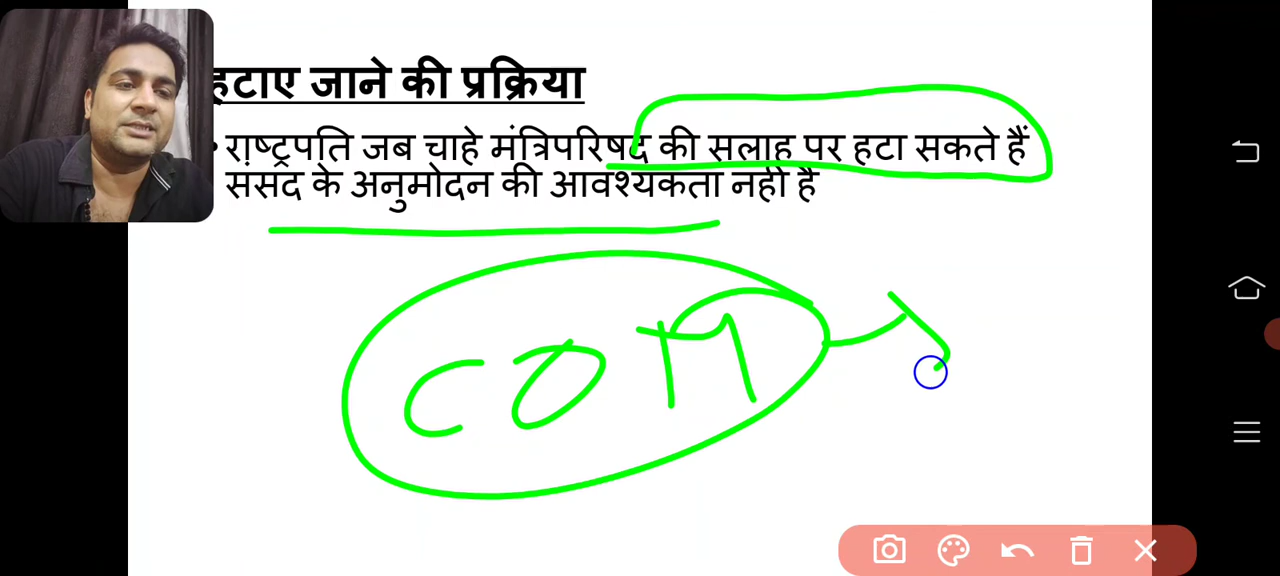 हटाए जाने की प्रक्रिया
• राष्ट्रपति जब चाहे मंत्रिपरिषद की सलाह पर हटा सकते हैं
संसद के अनुमोदन की आवश्यकता नही है
COM